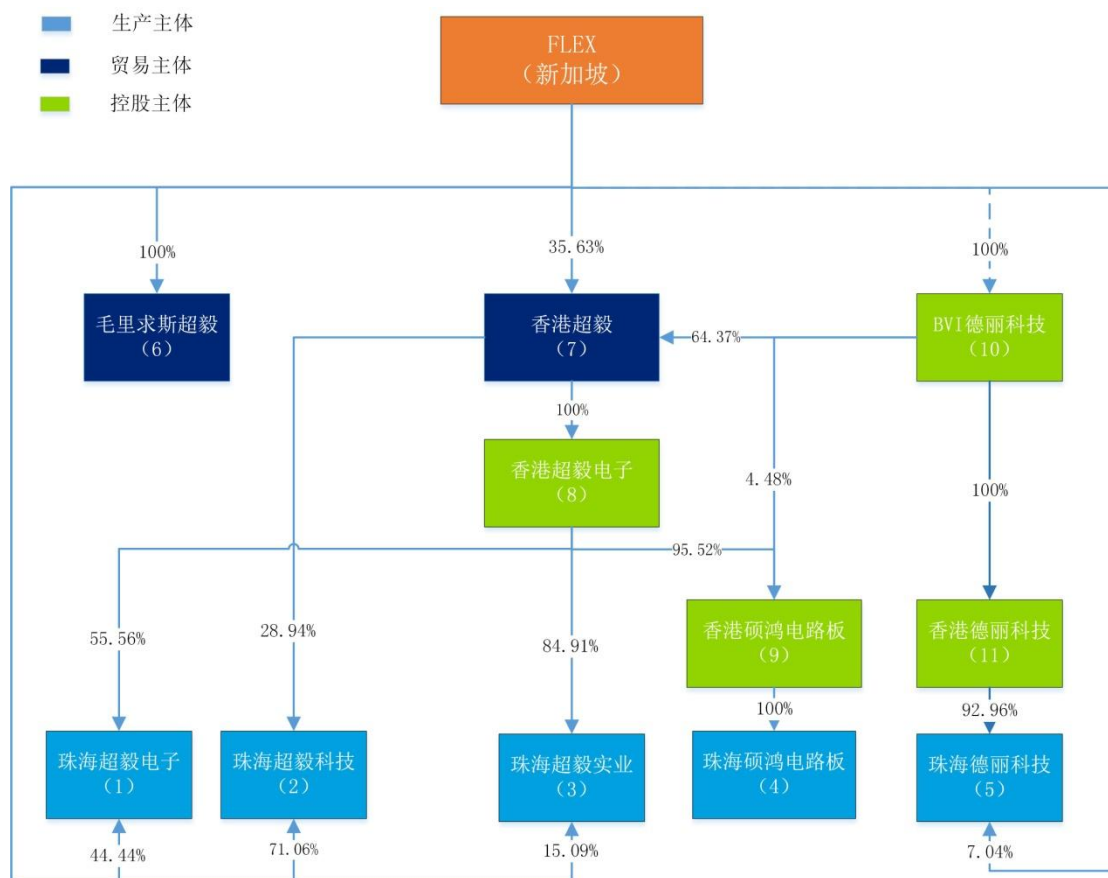 生产主体
贸易主体
控股主体
FLEX
（新加坡）
100%
35.63%
100%
毛里求斯超毅
（6）
香港超毅
（7）
64.37%
BVI德丽科技
（10）
100%
香港超毅电子
（8）
4.48%
100%
95.52%
55.56%
28.94%
84.91%
香港硕鸿电路板
（9）
香港德丽科技
（11）
100%
92.96%
珠海超毅电子
（1）
珠海超毅科技
（2）
珠海超毅实业
（3）
珠海硕鸿电路板
（4）
珠海德丽科技
（5）
44.44%
71.06%
15.09%
7.04%